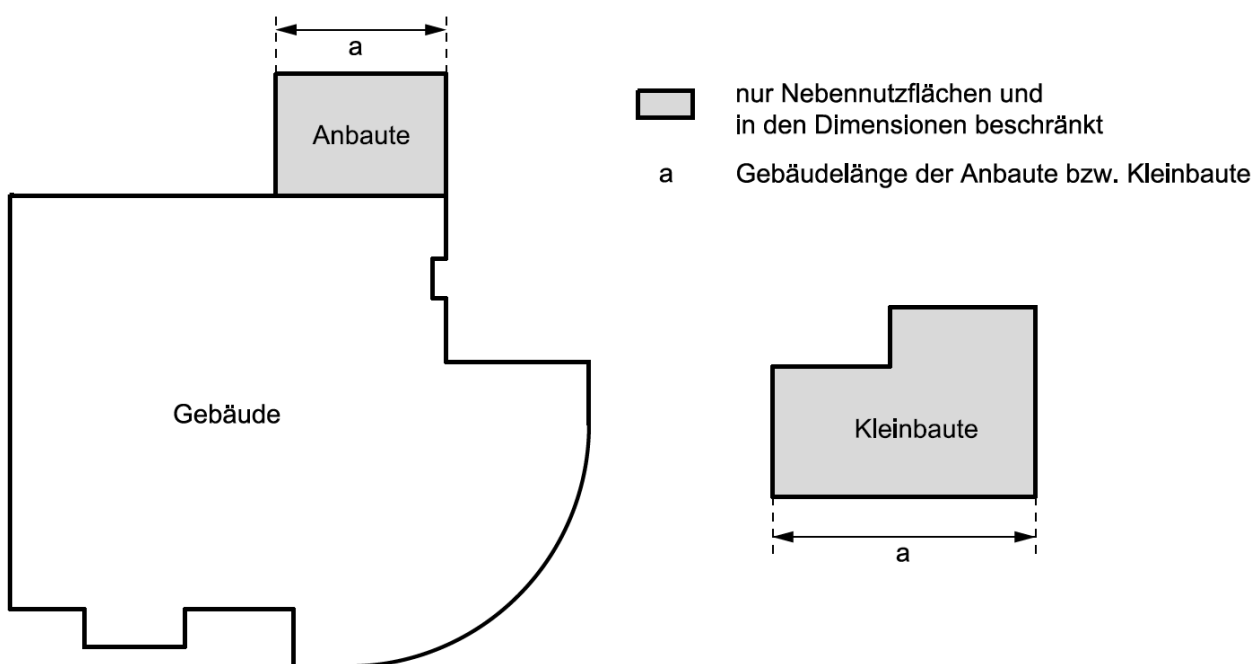 a
Anbaute
nur Nebennutzflächen und
in den Dimensionen beschränkt
a Gebäudelänge der Anbaute bzw. Kleinbaute
Gebäude
Kleinbaute
a